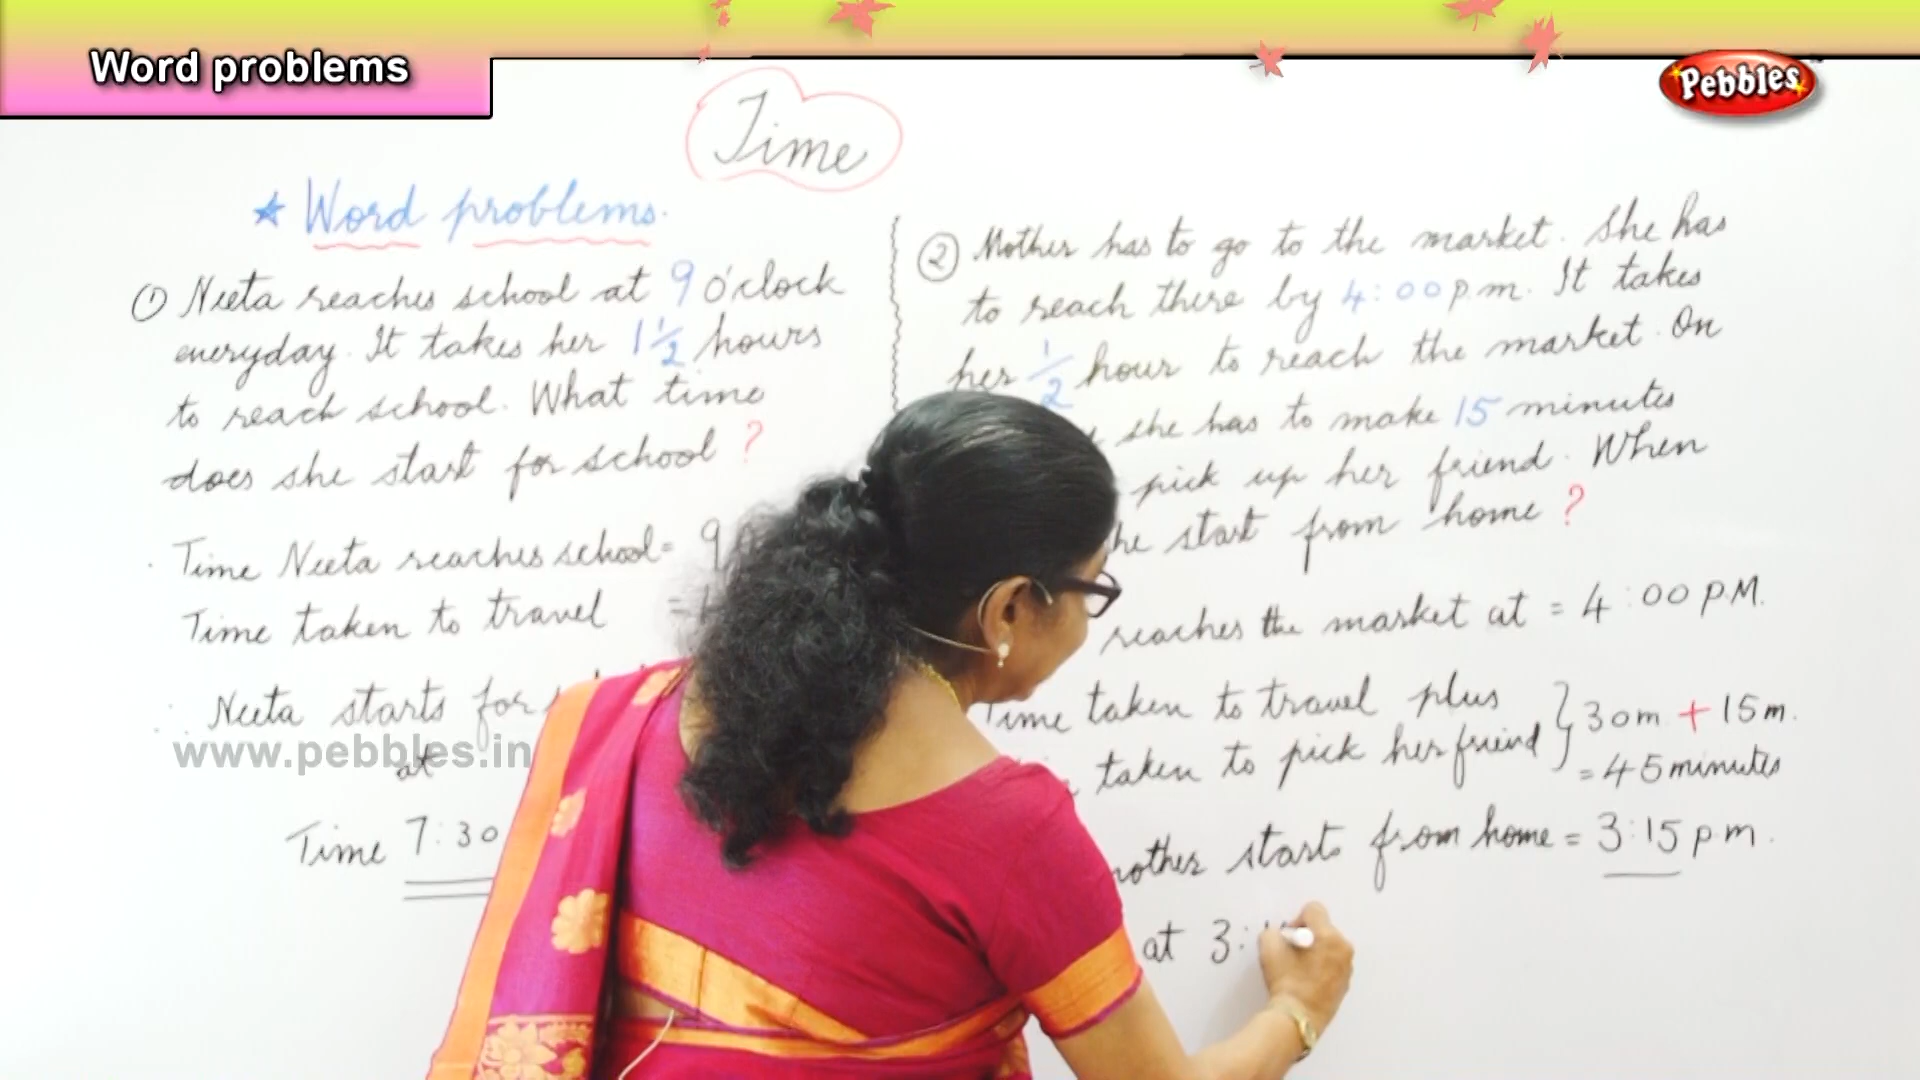 Word problems
Pebbles
Time
★ Word problems.
① Neeta reaches school at 9 o'clock
everyday. It takes her 1 1/2 hours
to reach school. What time
does she start for school ?
Time Neeta reaches school = 9
Time taken to travel =
Neeta starts for
at
www.pebbles.in
Time 7:30
② Mother has to go to the market. She has
to reach there by 4:00 p.m. It takes
her 1/2 hour to reach the market. On
she has to make 15 minutes
pick up her friend. When
she start from home ?
reaches the market at = 4:00 P.M.
Time taken to travel plus } 30m + 15m.
taken to pick her friend = 45 minutes
mother starts from home = 3:15 p.m.
at 3: